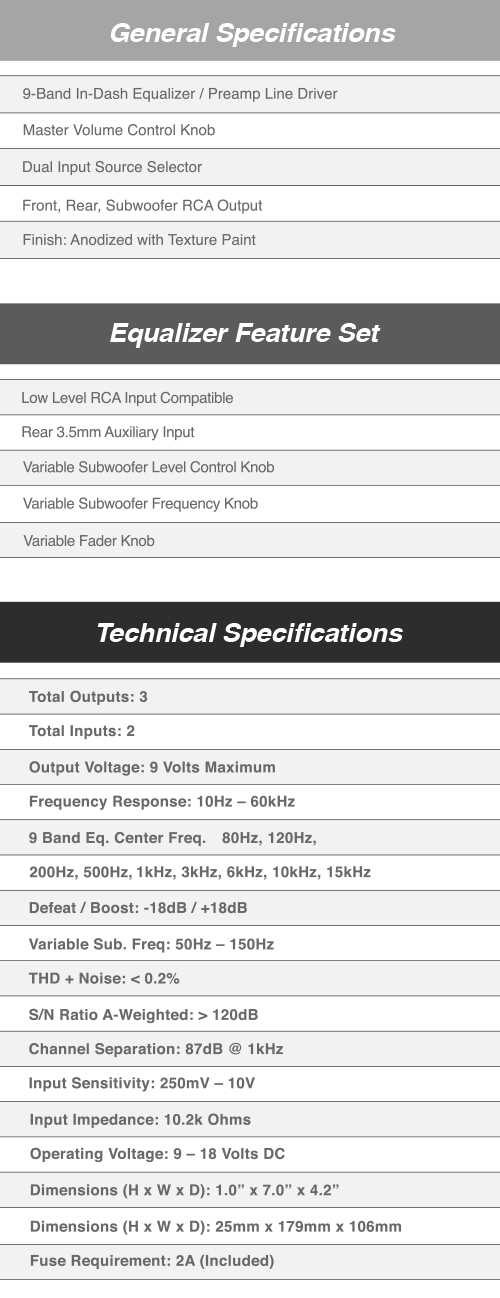 General Specifications
9-Band In-Dash Equalizer / Preamp Line Driver
Master Volume Control Knob
Dual Input Source Selector
Front, Rear, Subwoofer RCA Output
Finish: Anodized with Texture Paint
Equalizer Feature Set
Low Level RCA Input Compatible
Rear 3.5mm Auxiliary Input
Variable Subwoofer Level Control Knob
Variable Subwoofer Frequency Knob
Variable Fader Knob
Technical Specifications
Total Outputs: 3
Total Inputs: 2
Output Voltage: 9 Volts Maximum
Frequency Response: 10Hz – 60kHz
9 Band Eq. Center Freq. 80Hz, 120Hz,
200Hz, 500Hz, 1kHz, 3kHz, 6kHz, 10kHz, 15kHz
Defeat / Boost: -18dB / +18dB
Variable Sub. Freq: 50Hz – 150Hz
THD + Noise: < 0.2%
S/N Ratio A-Weighted: > 120dB
Channel Separation: 87dB @ 1kHz
Input Sensitivity: 250mV – 10V
Input Impedance: 10.2k Ohms
Operating Voltage: 9 – 18 Volts DC
Dimensions (H x W x D): 1.0” x 7.0” x 4.2”
Dimensions (H x W x D): 25mm x 179mm x 106mm
Fuse Requirement: 2A (Included)